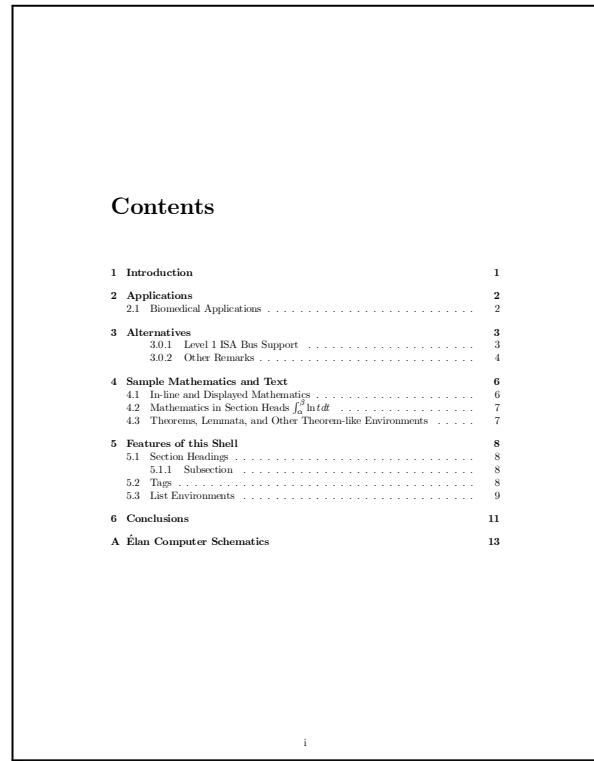 Contents
1 Introduction 1
2 Applications 2
2.1 Biomedical Applications . . . . . . . . . . . . . . . . . . . . . . . . . . 2
3 Alternatives 3
3.0.1 Level 1 ISA Bus Support . . . . . . . . . . . . . . . . . . . . . 3
3.0.2 Other Remarks . . . . . . . . . . . . . . . . . . . . . . . . . . . 4
4 Sample Mathematics and Text 6
4.1 In-line and Displayed Mathematics . . . . . . . . . . . . . . . . . . . . 6
4.2 Mathematics in Section Heads ∫_α^β ln t dt . . . . . . . . . . . . . . . . . 7
4.3 Theorems, Lemmata, and Other Theorem-like Environments . . . . . 7
5 Features of this Shell 8
5.1 Section Headings . . . . . . . . . . . . . . . . . . . . . . . . . . . . . . 8
5.1.1 Subsection . . . . . . . . . . . . . . . . . . . . . . . . . . . . . 8
5.2 Tags . . . . . . . . . . . . . . . . . . . . . . . . . . . . . . . . . . . . . 8
5.3 List Environments . . . . . . . . . . . . . . . . . . . . . . . . . . . . . 9
6 Conclusions 11
A Élan Computer Schematics 13
i